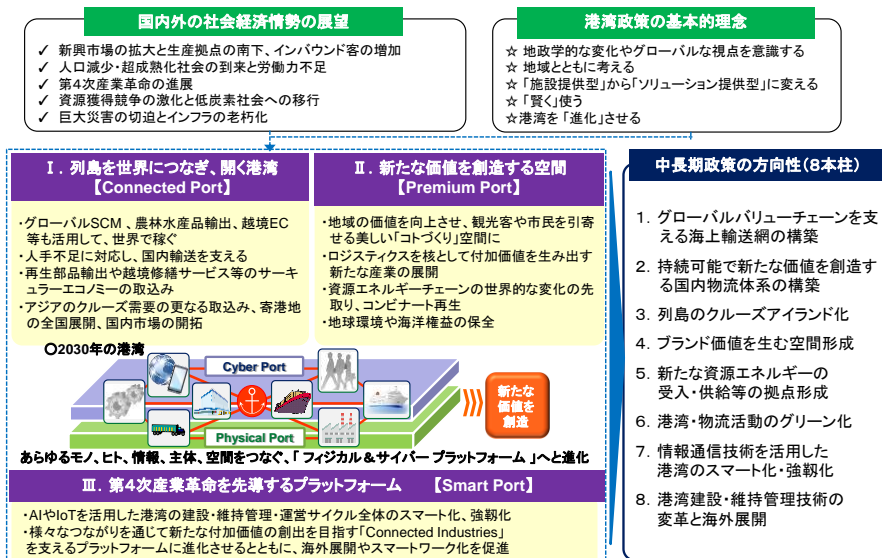 国内外の社会経済情勢の展望
✓ 新興市場の拡大と生産拠点の南下、インバウンド客の増加
✓ 人口減少・超成熟化社会の到来と労働力不足
✓ 第４次産業革命の進展
✓ 資源獲得競争の激化と低炭素社会への移行
✓ 巨大災害の切迫とインフラの老朽化
港湾政策の基本的理念
☆ 地政学的な変化やグローバルな視点を意識する
☆ 地域とともに考える
☆ 「施設提供型」から「ソリューション提供型」に変える
☆ 「賢く」使う
☆港湾を「進化」させる
Ⅰ．列島を世界につなぎ、開く港湾
【Connected Port】
・グローバルSCM 、農林水産品輸出、越境EC
等も活用して、世界で稼ぐ
・人手不足に対応し、国内輸送を支える
・再生部品輸出や越境修繕サービス等のサーキ
ュラーエコノミーの取込み
・アジアのクルーズ需要の更なる取込み、寄港地
の全国展開、国内市場の開拓
Ⅱ．新たな価値を創造する空間
【Premium Port】
・地域の価値を向上させ、観光客や市民を引寄
せる美しい「コトづくり」空間に
・ロジスティクスを核として付加価値を生み出す
新たな産業の展開
・資源エネルギーチェーンの世界的な変化の先
取り、コンビナート再生
・地球環境や海洋権益の保全
〇2030年の港湾
Cyber Port
Physical Port
新たな
価値を
創造
あらゆるモノ、ヒト、情報、主体、空間をつなぐ、「 フィジカル＆サイバー プラットフォーム 」へと進化
Ⅲ．第４次産業革命を先導するプラットフォーム 【Smart Port】
・AIやIoTを活用した港湾の建設・維持管理・運営サイクル全体のスマート化、強靱化
・様々なつながりを通じて新たな付加価値の創出を目指す「Connected Industries」
を支えるプラットフォームに進化させるとともに、海外展開やスマートワーク化を促進
中長期政策の方向性（８本柱）
1. グローバルバリューチェーンを支
える海上輸送網の構築
2. 持続可能で新たな価値を創造す
る国内物流体系の構築
3. 列島のクルーズアイランド化
4. ブランド価値を生む空間形成
5. 新たな資源エネルギーの
受入・供給等の拠点形成
6. 港湾・物流活動のグリーン化
7. 情報通信技術を活用した
港湾のスマート化・強靱化
8. 港湾建設・維持管理技術の
変革と海外展開